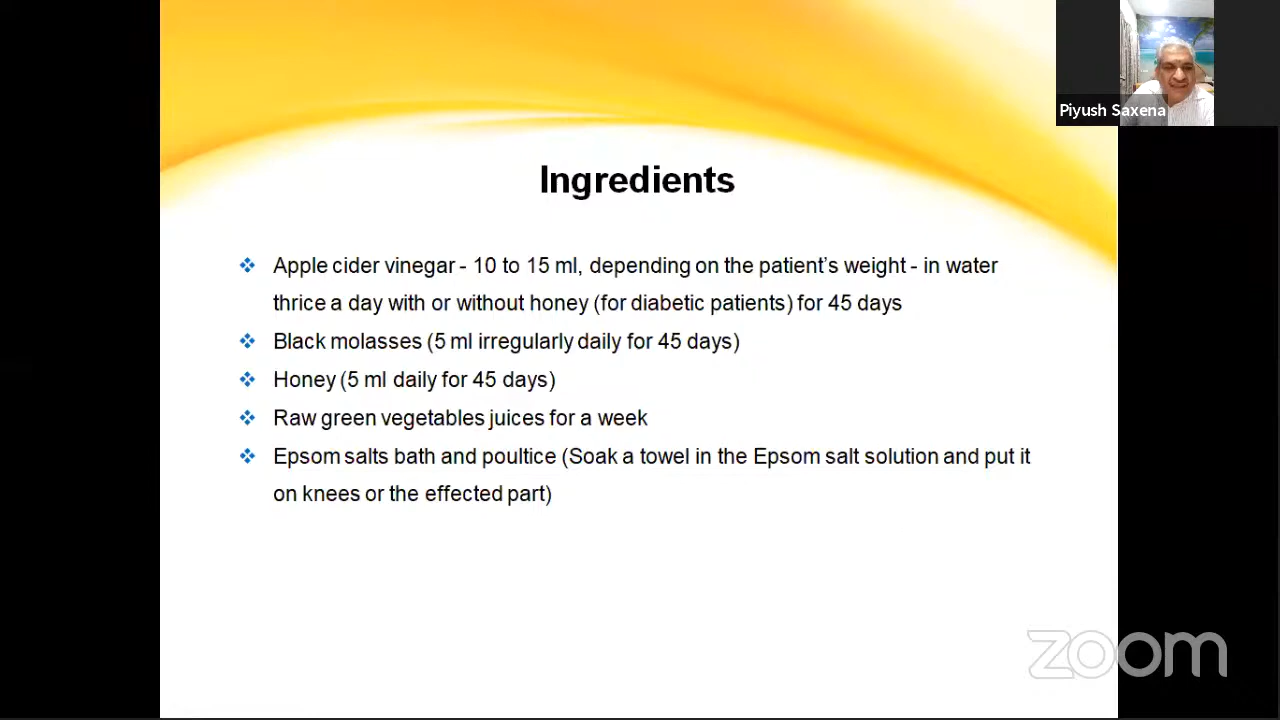 Piyush Saxena
Ingredients
❖ Apple cider vinegar - 10 to 15 ml, depending on the patient's weight - in water
thrice a day with or without honey (for diabetic patients) for 45 days
❖ Black molasses (5 ml irregularly daily for 45 days)
❖ Honey (5 ml daily for 45 days)
❖ Raw green vegetables juices for a week
❖ Epsom salts bath and poultice (Soak a towel in the Epsom salt solution and put it
on knees or the effected part)
zoom